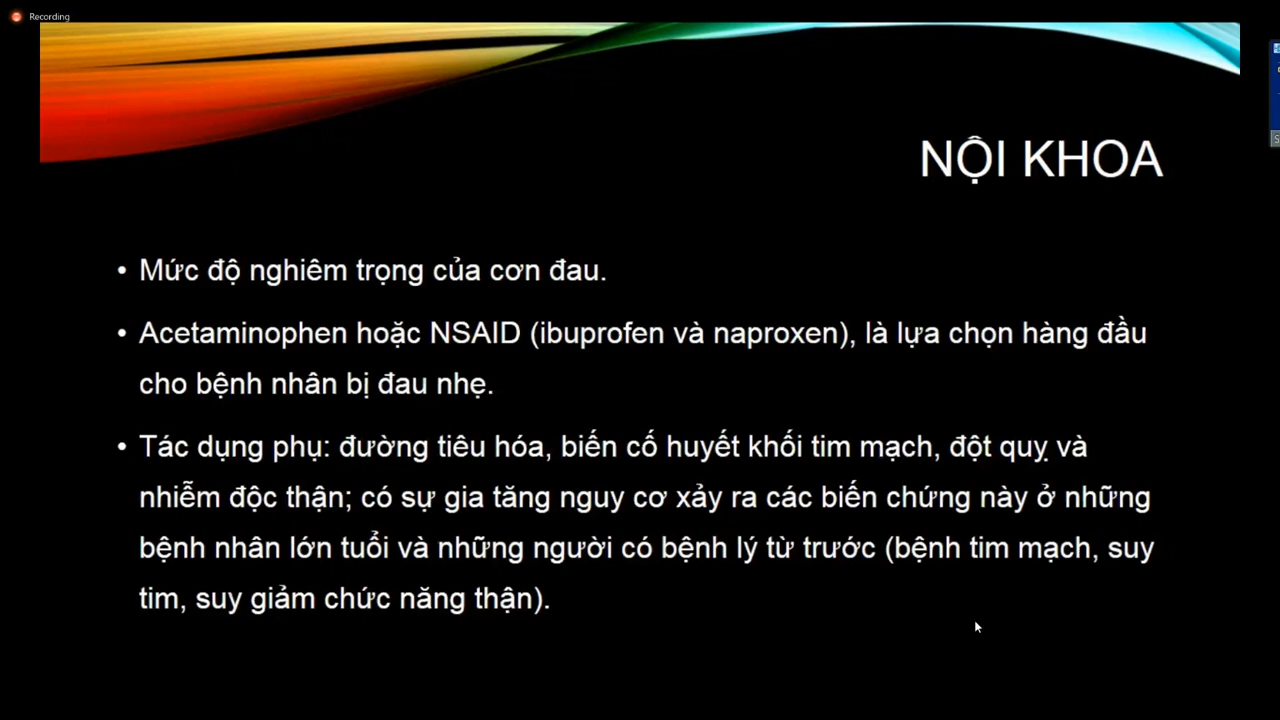 Recording
NỘI KHOA
• Mức độ nghiêm trọng của cơn đau.
• Acetaminophen hoặc NSAID (ibuprofen và naproxen), là lựa chọn hàng đầu
cho bệnh nhân bị đau nhẹ.
• Tác dụng phụ: đường tiêu hóa, biến cố huyết khối tim mạch, đột quỵ và
nhiễm độc thận; có sự gia tăng nguy cơ xảy ra các biến chứng này ở những
bệnh nhân lớn tuổi và những người có bệnh lý từ trước (bệnh tim mạch, suy
tim, suy giảm chức năng thận).